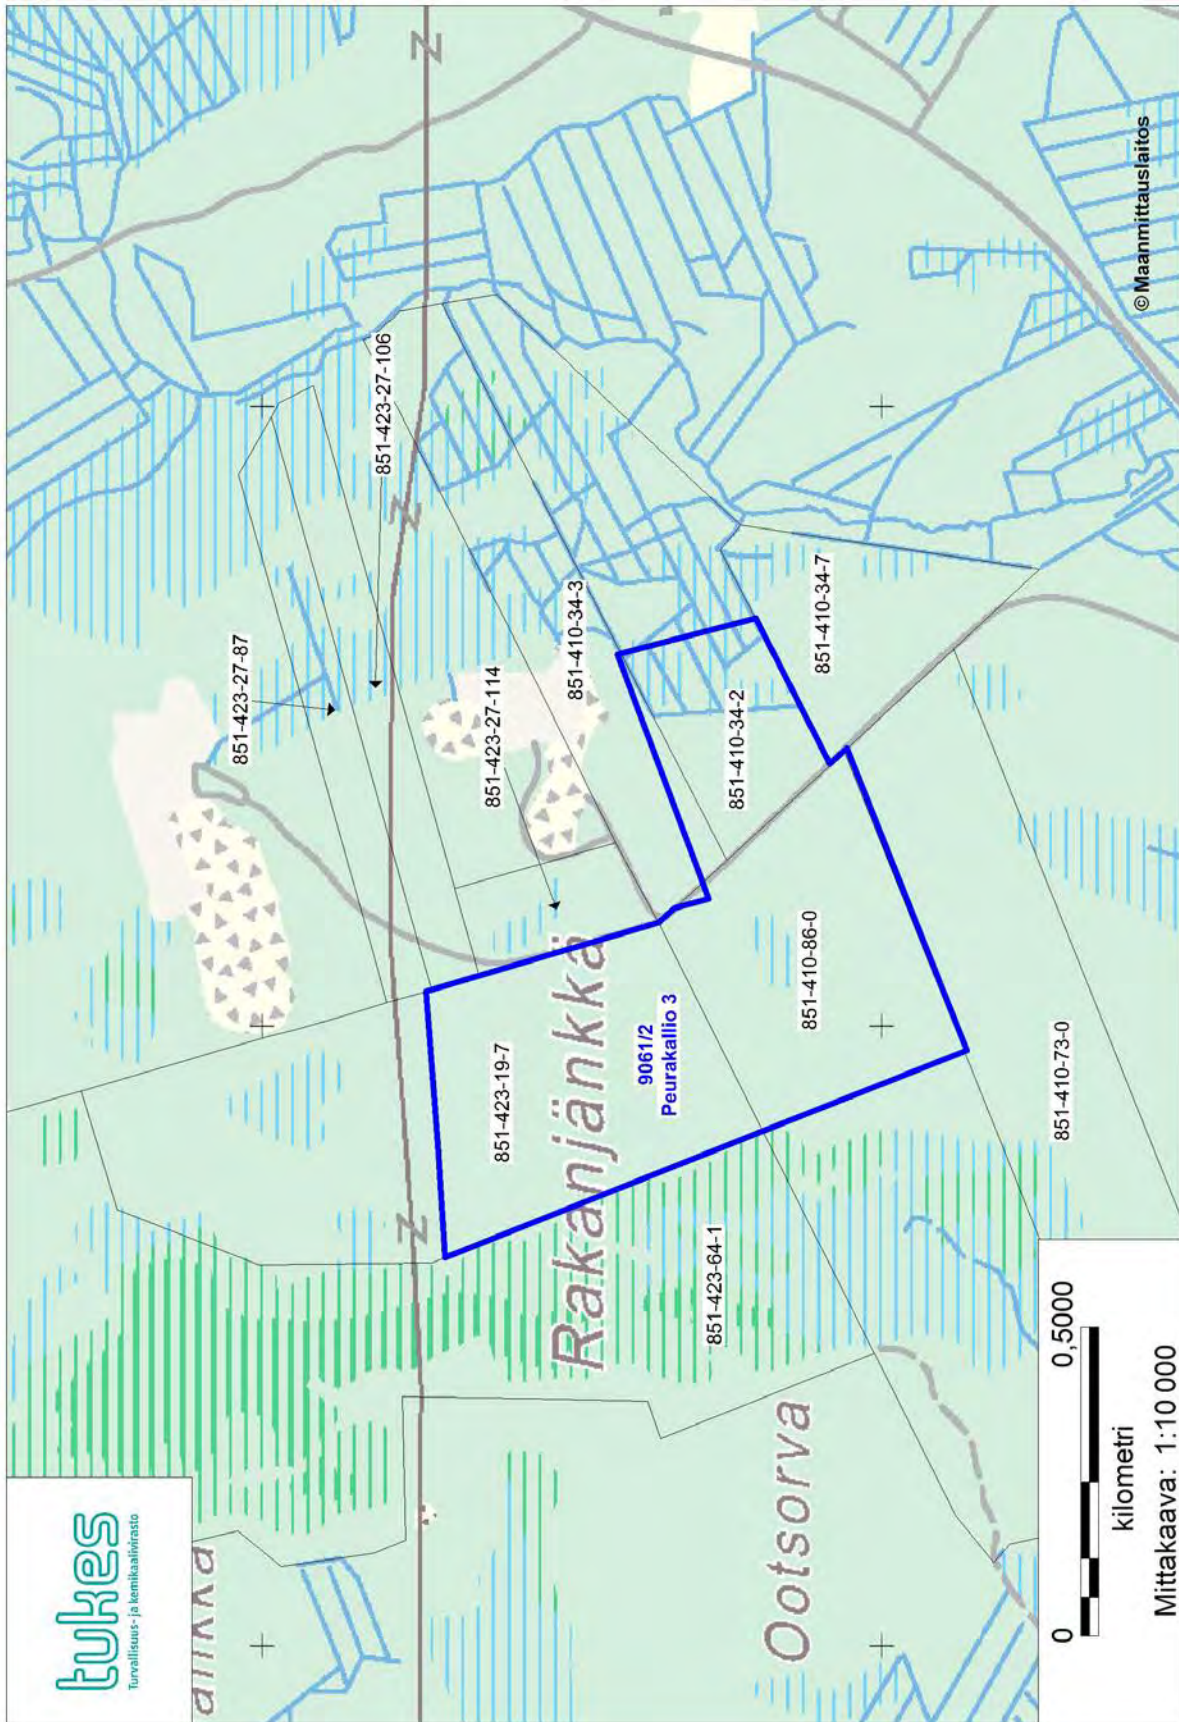 tukes
Turvallisuus- ja kemikaalivirasto
Z
Z
Z
851-423-27-87
851-423-27-106
851-423-27-114
851-410-34-3
851-423-19-7
Rakanjänkkä
9061/2
Peurakallio 3
851-410-34-2
851-410-34-7
851-423-64-1
851-410-86-0
Ootsorva
851-410-73-0
© Maanmittauslaitos
0 0,5000
kilometri
Mittakaava: 1:10 000